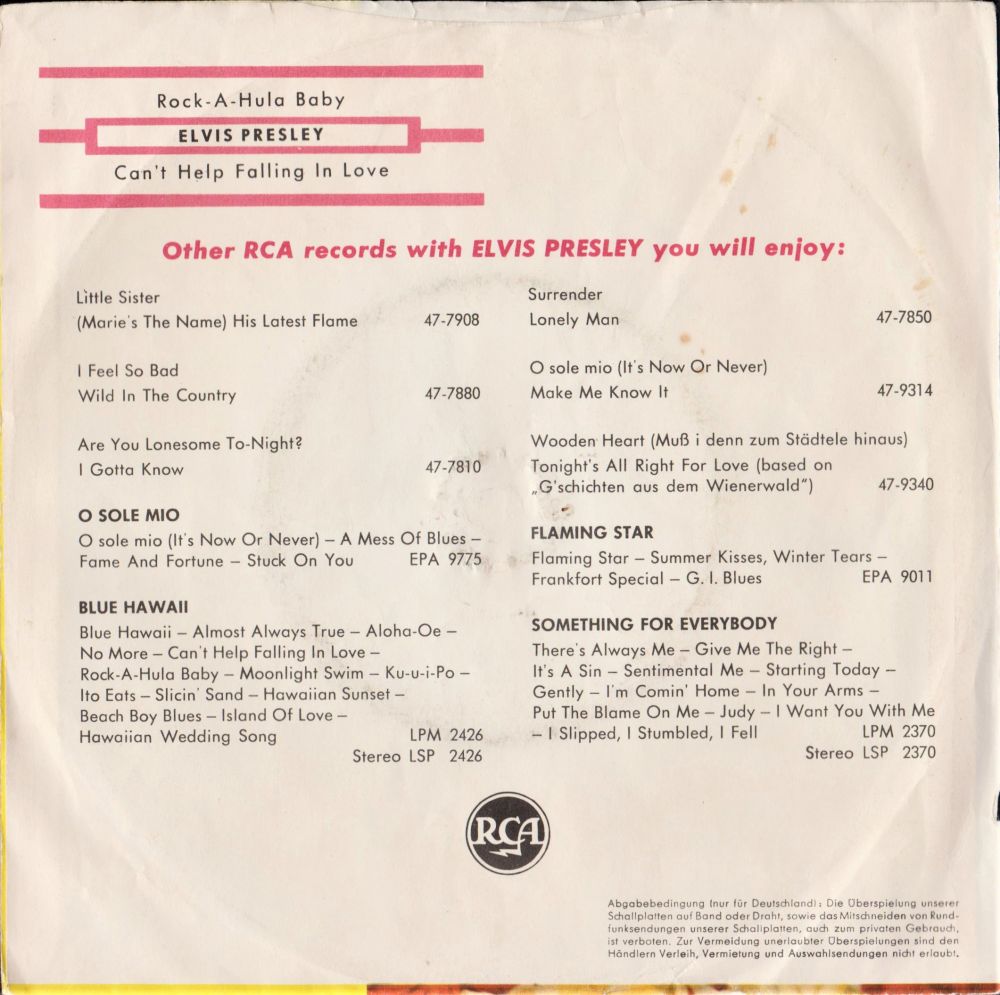 Rock-A-Hula Baby
ELVIS PRESLEY
Can't Help Falling In Love
Other RCA records with ELVIS PRESLEY you will enjoy:
Little Sister
(Marie's The Name) His Latest Flame 47-7908
I Feel So Bad
Wild In The Country 47-7880
Are You Lonesome To-Night?
I Gotta Know 47-7810
O SOLE MIO
O sole mio (It's Now Or Never) – A Mess Of Blues –
Fame And Fortune – Stuck On You EPA 9775
BLUE HAWAII
Blue Hawaii – Almost Always True – Aloha-Oe –
No More – Can't Help Falling In Love –
Rock-A-Hula Baby – Moonlight Swim – Ku-u-i-Po –
Ito Eats – Slicin' Sand – Hawaiian Sunset –
Beach Boy Blues – Island Of Love –
Hawaiian Wedding Song LPM 2426
Stereo LSP 2426
Surrender
Lonely Man 47-7850
O sole mio (It's Now Or Never)
Make Me Know It 47-9314
Wooden Heart (Muß i denn zum Städtele hinaus)
Tonight's All Right For Love (based on
„G'schichten aus dem Wienerwald“) 47-9340
FLAMING STAR
Flaming Star – Summer Kisses, Winter Tears –
Frankfort Special – G. I. Blues EPA 9011
SOMETHING FOR EVERYBODY
There's Always Me – Give Me The Right –
It's A Sin – Sentimental Me – Starting Today –
Gently – I'm Comin' Home – In Your Arms –
Put The Blame On Me – Judy – I Want You With Me
– I Slipped, I Stumbled, I Fell LPM 2370
Stereo LSP 2370
RCA
Abgabebedingung (nur für Deutschland): Die Überspielung unserer
Schallplatten auf Band oder Draht, sowie das Mitschneiden von Rund-
funksendungen unserer Schallplatten, auch zum privaten Gebrauch,
ist verboten. Zur Vermeidung unerlaubter Überspielungen sind den
Händlern Verleih, Vermietung und Auswahlsendungen nicht erlaubt.